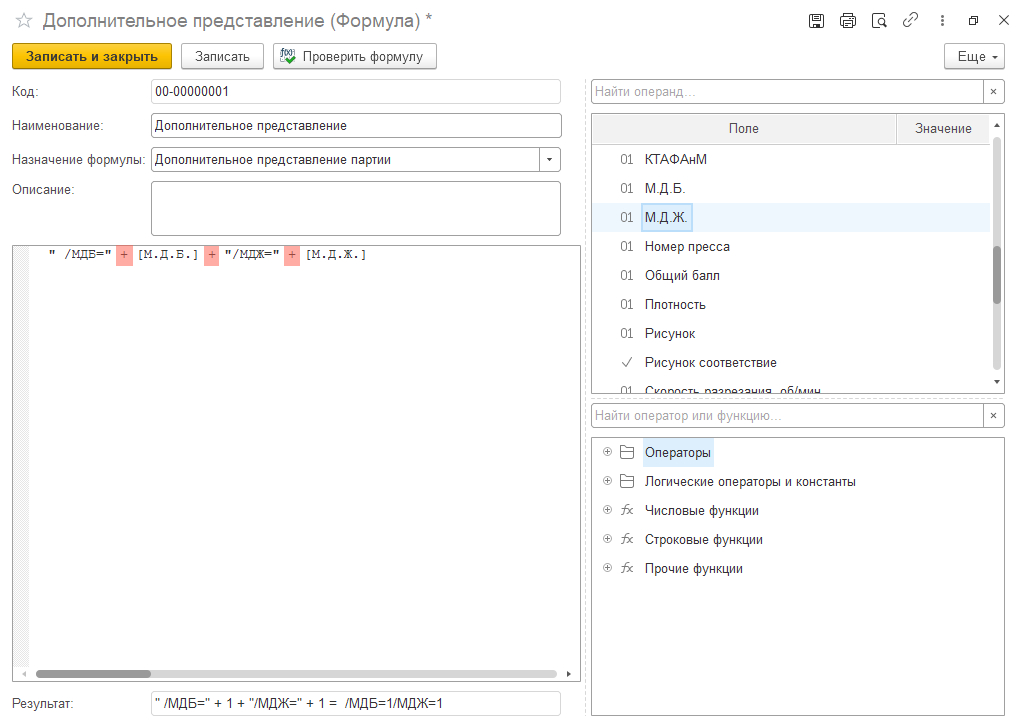 Дополнительное представление (Формула) *
Записать и закрыть
Записать
Проверить формулу
Еще
Код:
00-00000001
Наименование:
Дополнительное представление
Назначение формулы:
Дополнительное представление партии
Описание:
" /МДБ=" + [М.Д.Б.] + "/МДЖ=" + [М.Д.Ж.]
Результат:
" /МДБ=" + 1 + "/МДЖ=" + 1 = /МДБ=1/МДЖ=1
Найти операнд...
Поле Значение
01 КТАФАнМ
01 М.Д.Б.
01 М.Д.Ж.
01 Номер пресса
01 Общий балл
01 Плотность
01 Рисунок
Рисунок соответствие
01 Скорость разрезания, об/мин
Найти оператор или функцию...
Операторы
Логические операторы и константы
fx Числовые функции
fx Строковые функции
fx Прочие функции